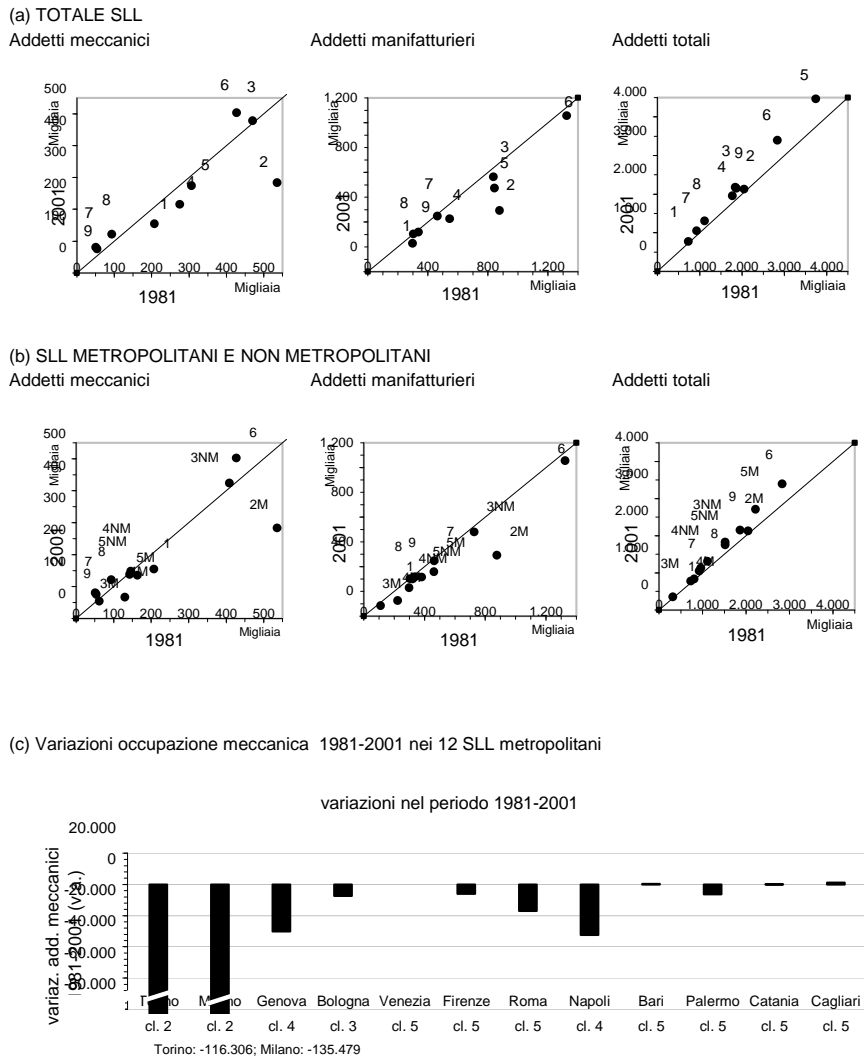 (a) TOTALE SLL
Addetti meccanici
Addetti manifatturieri
Addetti totali
500
400
300
200
100
0
Migliaia
2001
6
3
5
4
2
1
8
7
9
0
100
200
300
400
500
Migliaia
1981
1.200
800
400
0
Migliaia
2001
6
3
5
2
7
4
8
9
1
0
400
800
1.200
Migliaia
1981
4.000
3.000
2.000
1.000
0
Migliaia
2001
5
6
3
9
2
4
8
7
1
0
1.000
2.000
3.000
4.000
Migliaia
1981
(b) SLL METROPOLITANI E NON METROPOLITANI
Addetti meccanici
Addetti manifatturieri
Addetti totali
500
400
300
200
100
0
Migliaia
2001
6
3NM
2M
4NM
5NM
1
8
5M
7
9
3M
0
100
200
300
400
500
Migliaia
1981
1.200
800
400
0
Migliaia
2001
6
3NM
2M
7
9
8
5M
5NM
4NM
1
3M
0
400
800
1.200
Migliaia
1981
4.000
3.000
2.000
1.000
0
Migliaia
2001
6
5M
2M
9
3NM
5NM
4NM
8
7
3M
1
4M
0
1.000
2.000
3.000
4.000
Migliaia
1981
(c) Variazioni occupazione meccanica 1981-2001 nei 12 SLL metropolitani
variazioni nel periodo 1981-2001
variaz. add. meccanici
1981-2001 (v.a.)
20.000
0
-20.000
-40.000
-60.000
-80.000
Torino Milano Genova Bologna Venezia Firenze Roma Napoli Bari Palermo Catania Cagliari
cl. 2 cl. 2 cl. 4 cl. 3 cl. 5 cl. 5 cl. 5 cl. 4 cl. 5 cl. 5 cl. 5 cl. 5
Torino: -116.306; Milano: -135.479